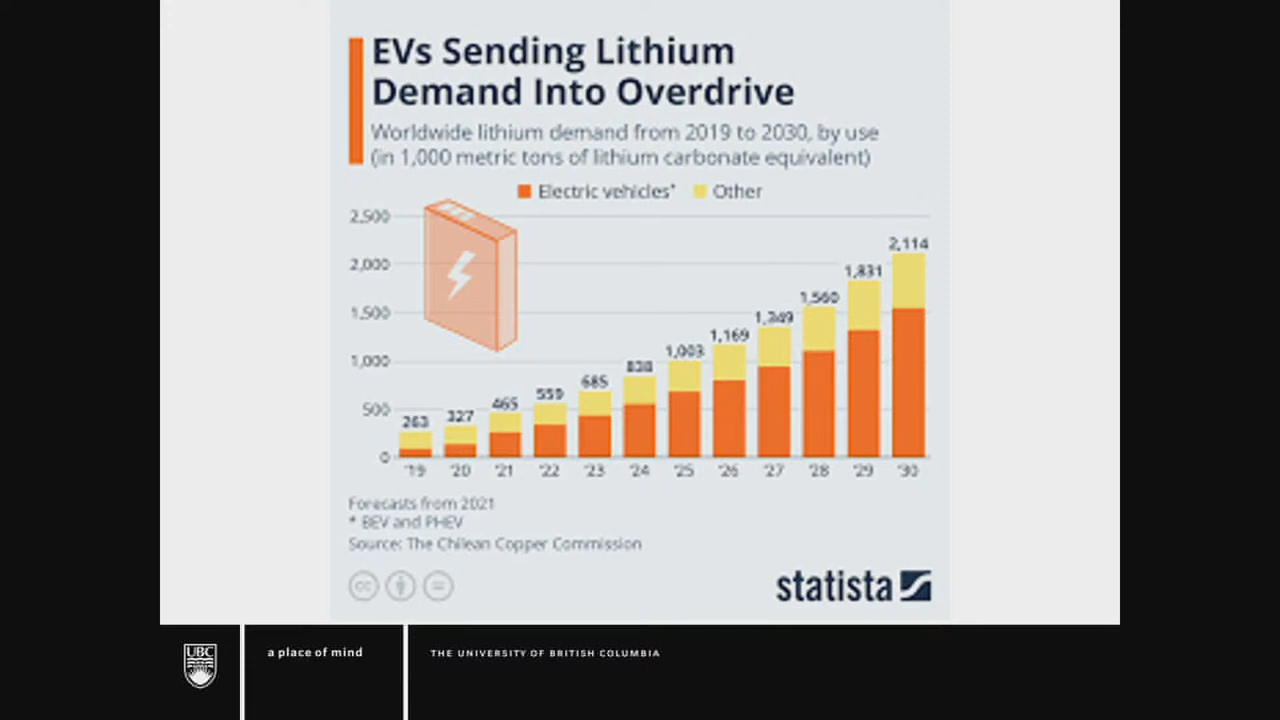 EVs Sending Lithium
Demand Into Overdrive
Worldwide lithium demand from 2019 to 2030, by use
(in 1,000 metric tons of lithium carbonate equivalent)
Electric vehicles* Other
2,500
2,000
1,500
1,000
500
0
263 327 465 559 685 838 1,003 1,169 1,349 1,560 1,831 2,114
'19 '20 '21 '22 '23 '24 '25 '26 '27 '28 '29 '30
Forecasts from 2021
* BEV and PHEV
Source: The Chilean Copper Commission
cc
statista
UBC
a place of mind
THE UNIVERSITY OF BRITISH COLUMBIA